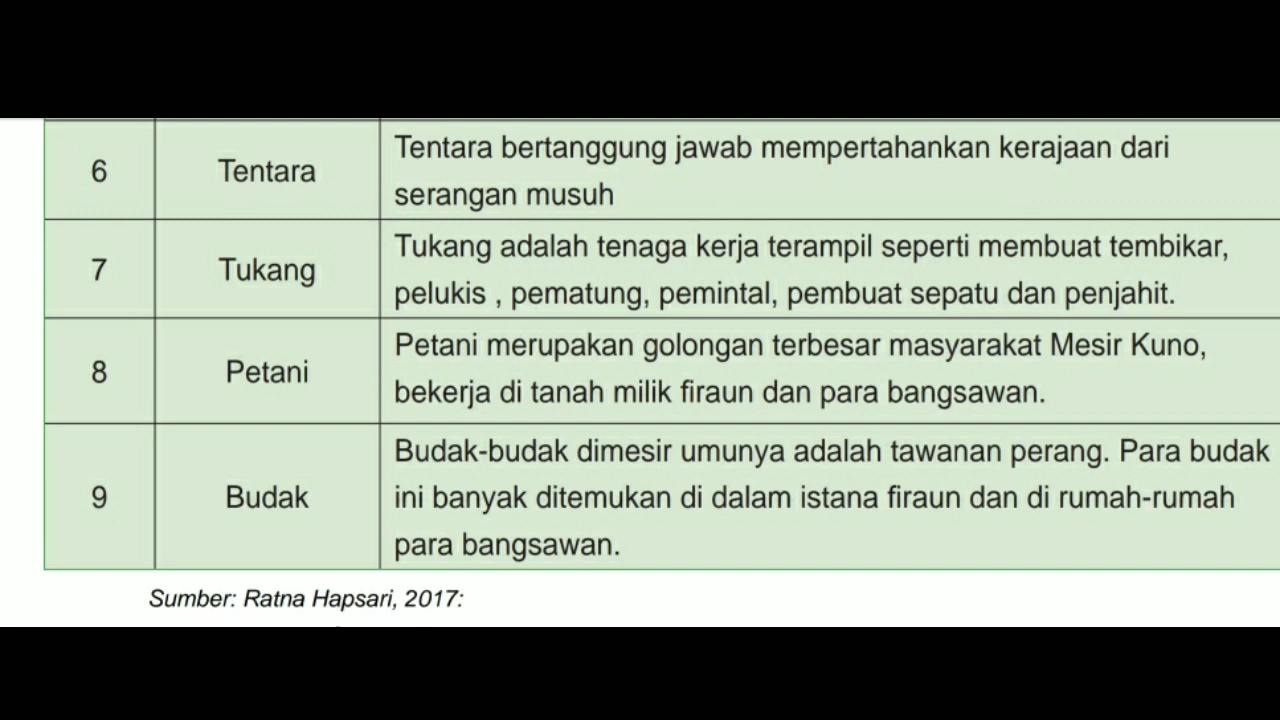 6 Tentara Tentara bertanggung jawab mempertahankan kerajaan dari
serangan musuh
7 Tukang Tukang adalah tenaga kerja terampil seperti membuat tembikar,
pelukis , pematung, pemintal, pembuat sepatu dan penjahit.
8 Petani Petani merupakan golongan terbesar masyarakat Mesir Kuno,
bekerja di tanah milik firaun dan para bangsawan.
9 Budak Budak-budak dimesir umunya adalah tawanan perang. Para budak
ini banyak ditemukan di dalam istana firaun dan di rumah-rumah
para bangsawan.
Sumber: Ratna Hapsari, 2017: